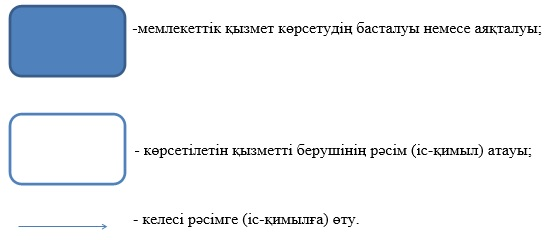 -мемлекеттік қызмет көрсетудің басталуы немесе аяқталуы;
- көрсетілетін қызметті берушінің рәсім (іс-қимыл) атауы;
- келесі рәсімге (іс-қимылға) өту.